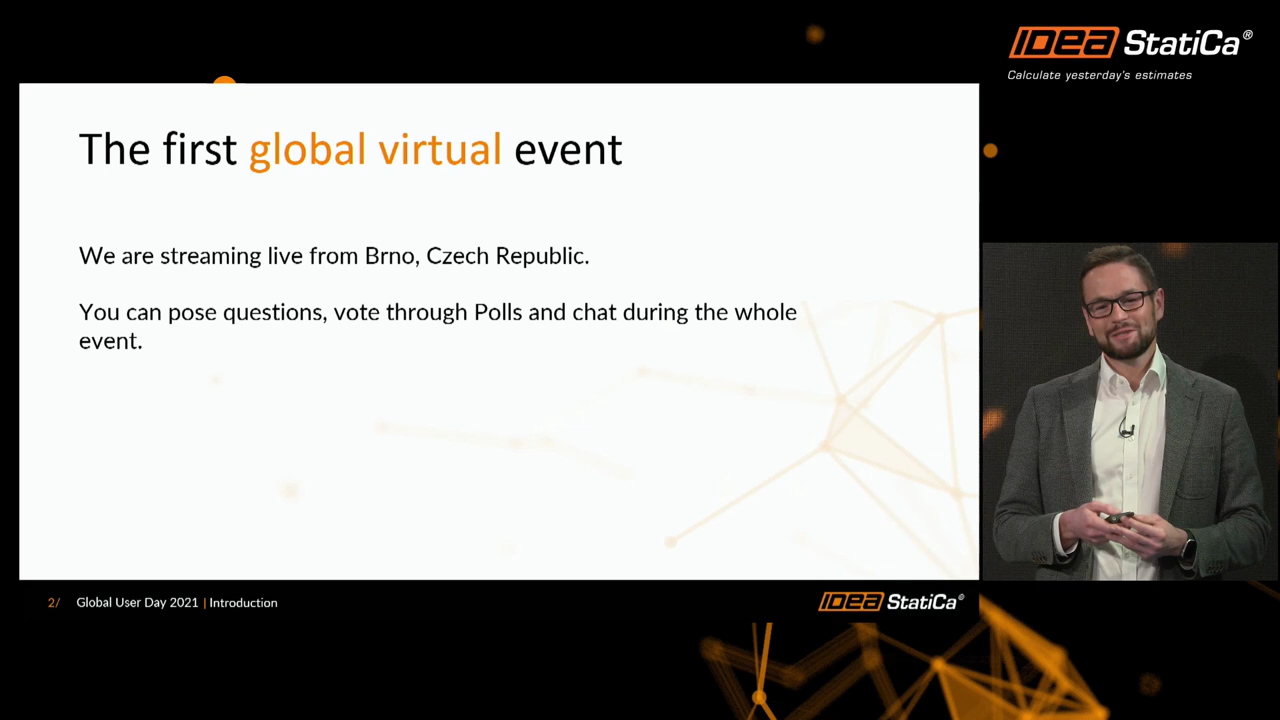 IDEA StatiCa®
Calculate yesterday's estimates
The first global virtual event
We are streaming live from Brno, Czech Republic.
You can pose questions, vote through Polls and chat during the whole
event.
2/ Global User Day 2021 | Introduction
IDEA StatiCa®